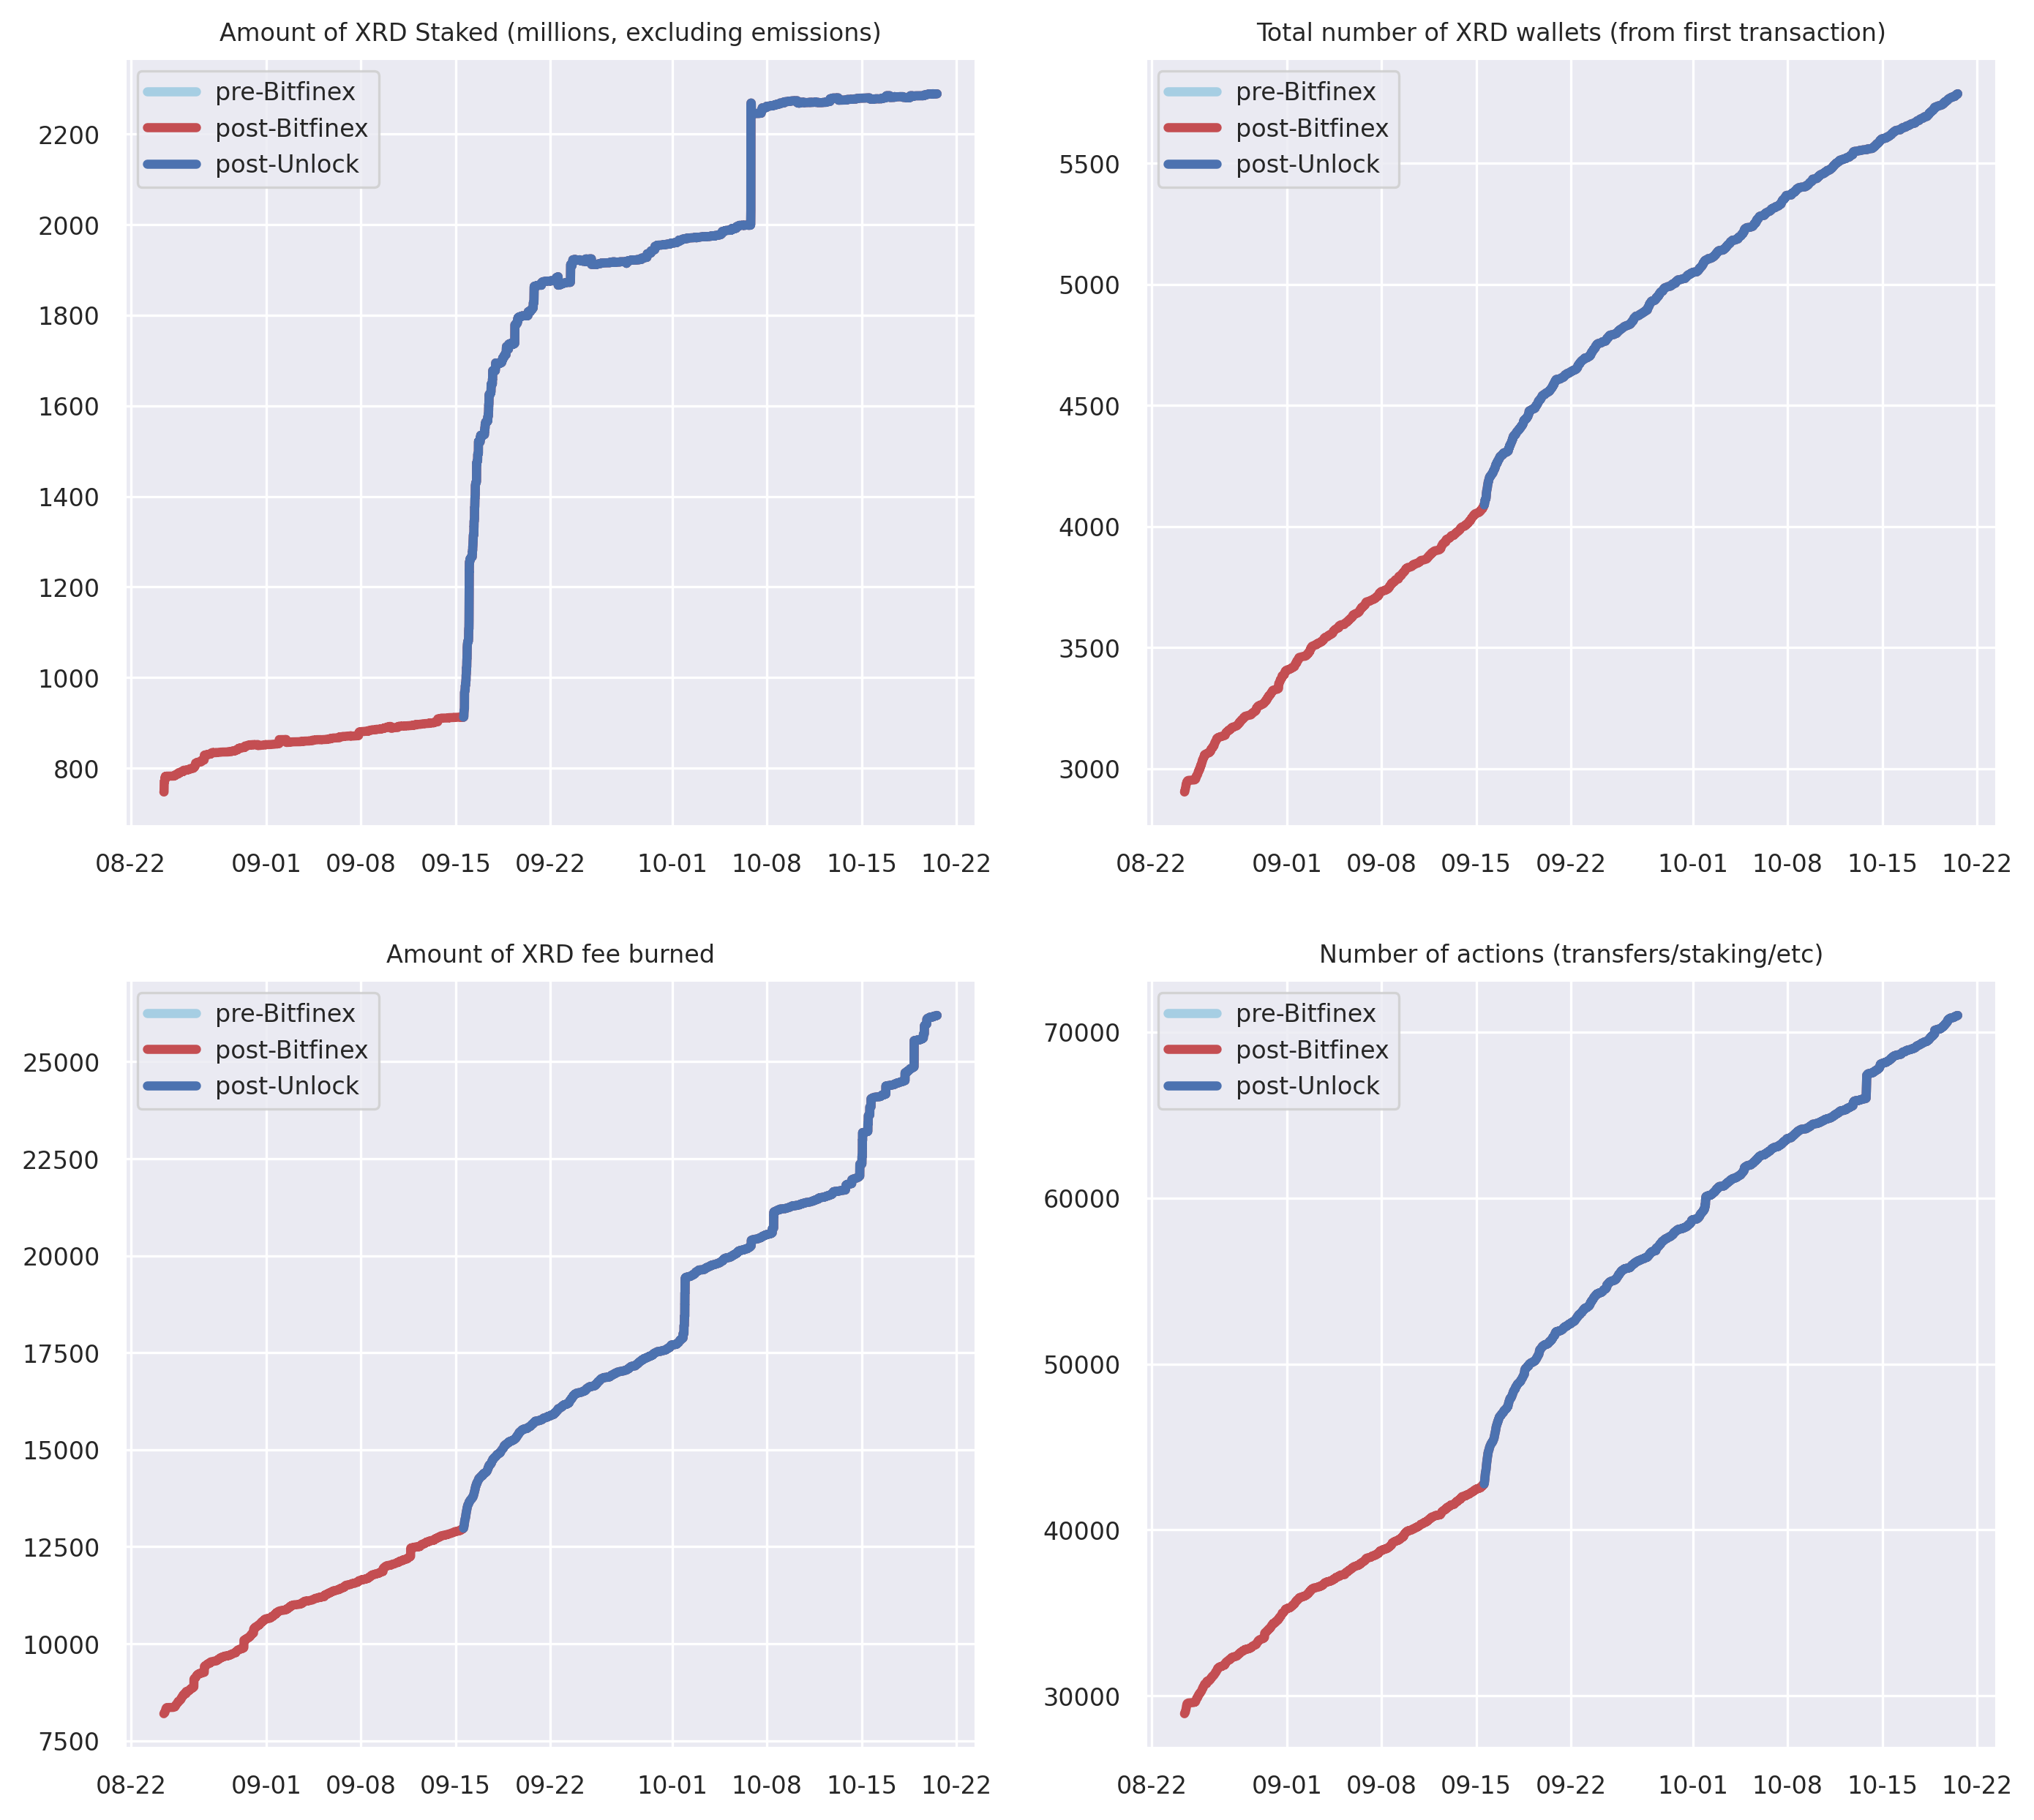 Amount of XRD Staked (millions, excluding emissions)
pre-Bitfinex
post-Bitfinex
post-Unlock
2200
2000
1800
1600
1400
1200
1000
800
08-22 09-01 09-08 09-15 09-22 10-01 10-08 10-15 10-22
Total number of XRD wallets (from first transaction)
pre-Bitfinex
post-Bitfinex
post-Unlock
5500
5000
4500
4000
3500
3000
08-22 09-01 09-08 09-15 09-22 10-01 10-08 10-15 10-22
Amount of XRD fee burned
pre-Bitfinex
post-Bitfinex
post-Unlock
25000
22500
20000
17500
15000
12500
10000
7500
08-22 09-01 09-08 09-15 09-22 10-01 10-08 10-15 10-22
Number of actions (transfers/staking/etc)
pre-Bitfinex
post-Bitfinex
post-Unlock
70000
60000
50000
40000
30000
08-22 09-01 09-08 09-15 09-22 10-01 10-08 10-15 10-22